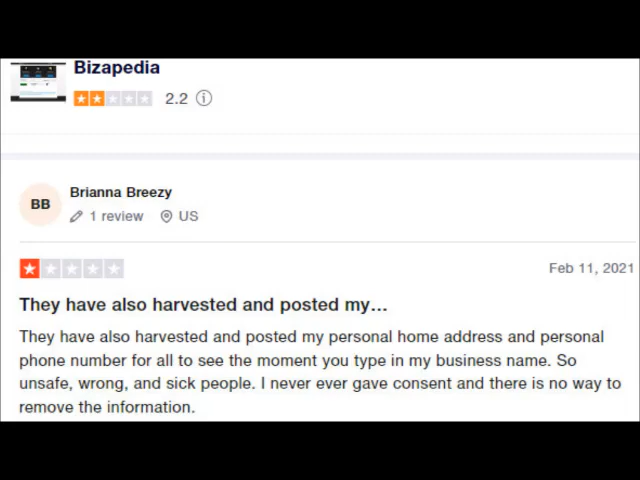 Bizapedia
2.2
BB
Brianna Breezy
1 review US
Feb 11, 2021
They have also harvested and posted my...
They have also harvested and posted my personal home address and personal
phone number for all to see the moment you type in my business name. So
unsafe, wrong, and sick people. I never ever gave consent and there is no way to
remove the information.